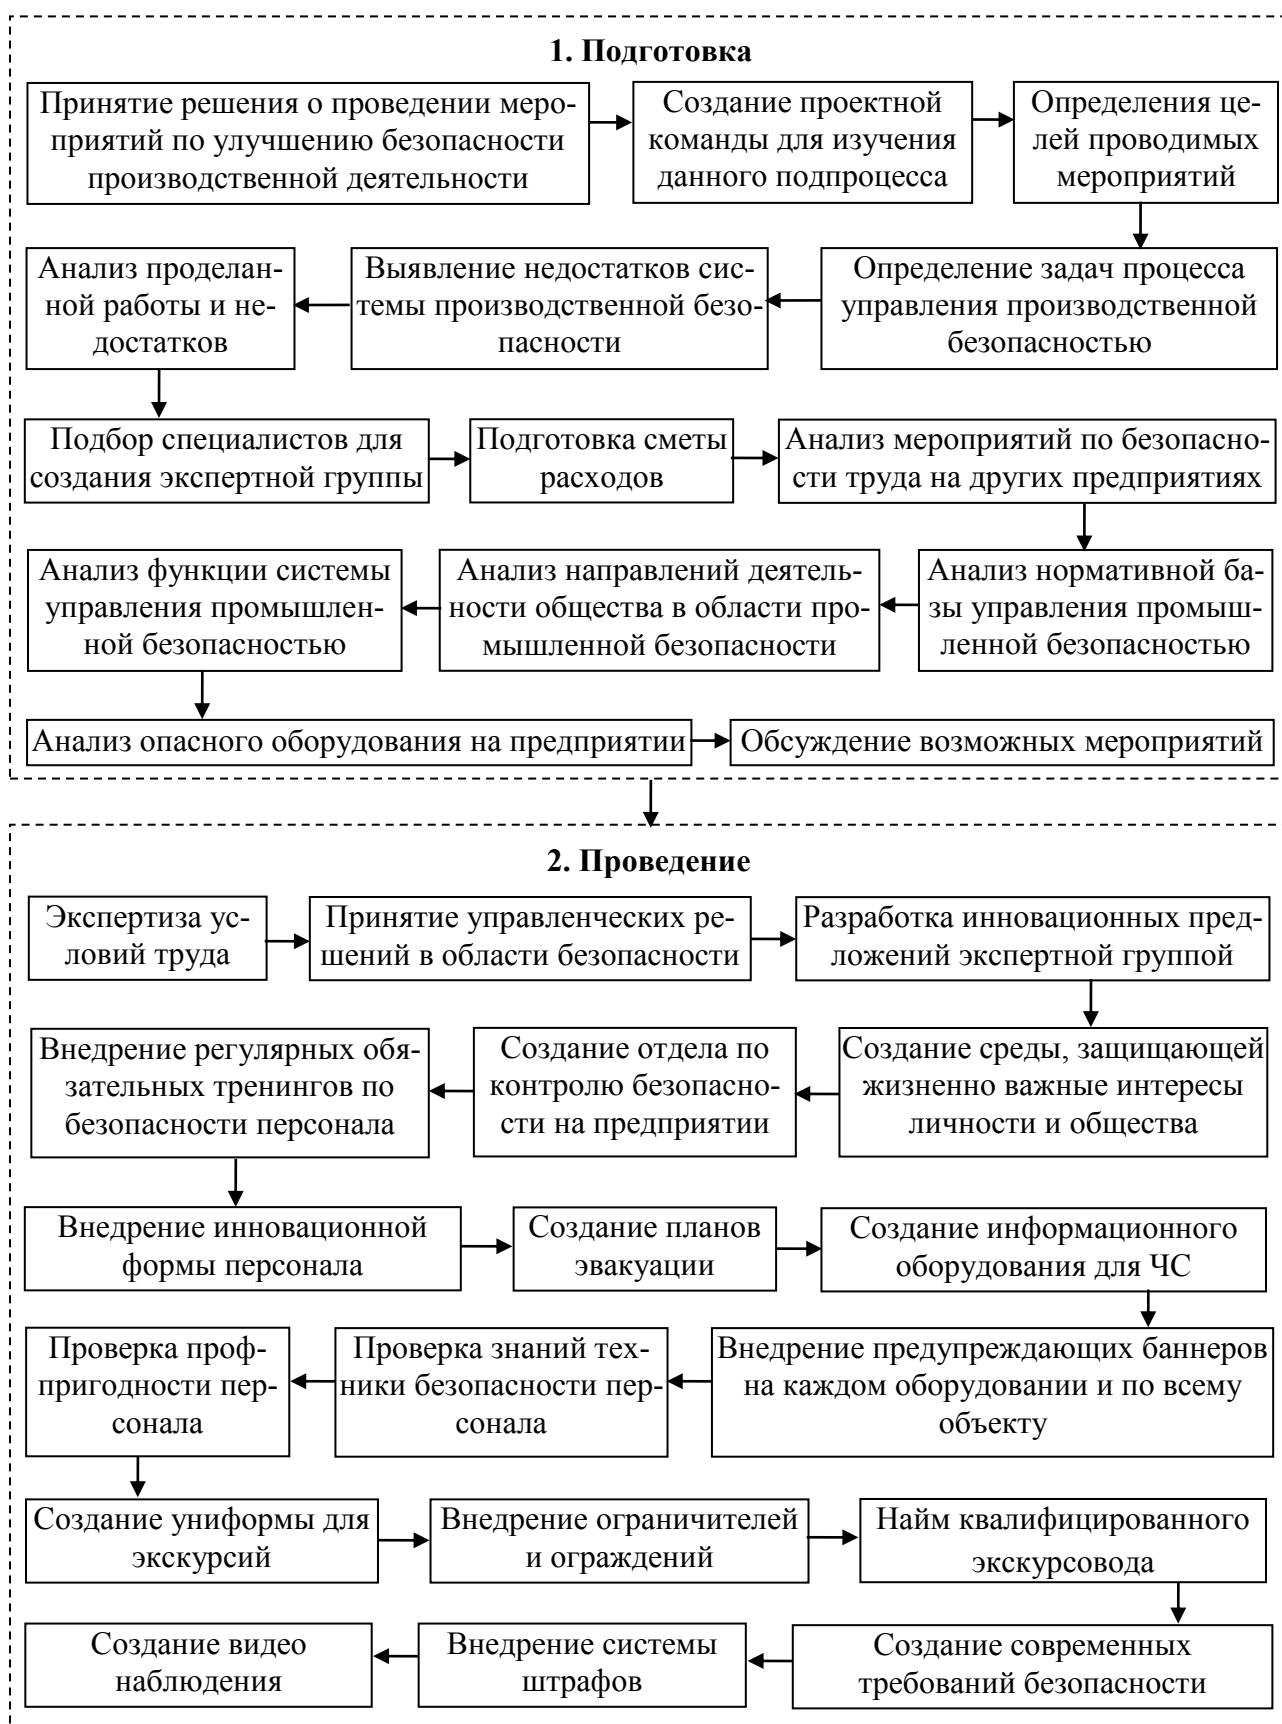 1. Подготовка
Принятие решения о проведении меро-
приятий по улучшению безопасности
производственной деятельности
Создание проектной
команды для изучения
данного подпроцесса
Определения це-
лей проводимых
мероприятий
Анализ проделан-
ной работы и не-
достатков
Выявление недостатков сис-
темы производственной безо-
пасности
Определение задач процесса
управления производственной
безопасностью
Подбор специалистов для
создания экспертной группы
Подготовка сметы
расходов
Анализ мероприятий по безопасно-
сти труда на других предприятиях
Анализ функции системы
управления промышлен-
ной безопасностью
Анализ направлений деятель-
ности общества в области про-
мышленной безопасности
Анализ нормативной ба-
зы управления промыш-
ленной безопасностью
Анализ опасного оборудования на предприятии
Обсуждение возможных мероприятий
2. Проведение
Экспертиза ус-
ловий труда
Принятие управленческих ре-
шений в области безопасности
Разработка инновационных пред-
ложений экспертной группой
Внедрение регулярных обя-
зательных тренингов по
безопасности персонала
Создание отдела по
контролю безопасно-
сти на предприятии
Создание среды, защищающей
жизненно важные интересы
личности и общества
Внедрение инновационной
формы персонала
Создание планов
эвакуации
Создание информационного
оборудования для ЧС
Проверка проф-
пригодности пер-
сонала
Проверка знаний тех-
ники безопасности пер-
сонала
Внедрение предупреждающих баннеров
на каждом оборудовании и по всему
объекту
Создание униформы для
экскурсий
Внедрение ограничителей
и ограждений
Найм квалифицированного
экскурсовода
Создание видео
наблюдения
Внедрение системы
штрафов
Создание современных
требований безопасности